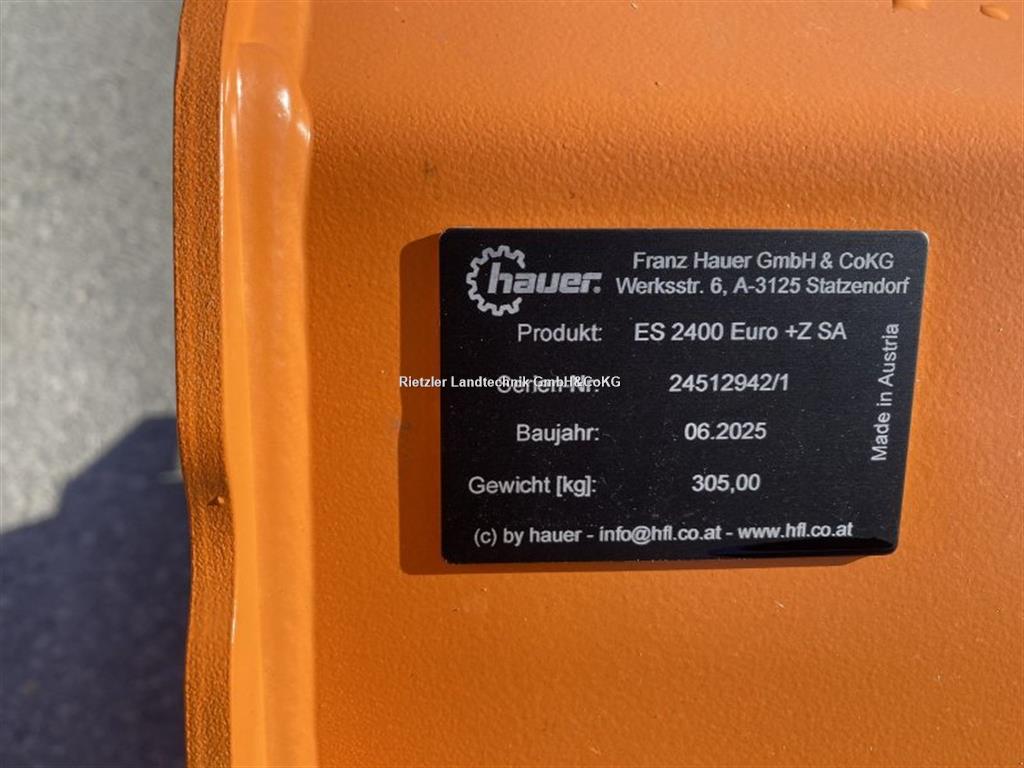 hauer.
Franz Hauer GmbH & CoKG
Werksstr. 6, A-3125 Statzendorf
Produkt: ES 2400 Euro +Z SA
Rietzler Landtechnik GmbH&CoKG
Serien-Nr: 24512942/1
Baujahr: 06.2025
Gewicht [kg]: 305,00
(c) by hauer - info@hfl.co.at - www.hfl.co.at
Made in Austria